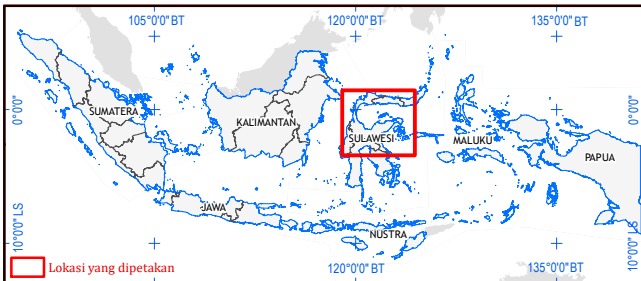 105°0'0"BT 120°0'0"BT 135°0'0"BT
0°0'0" 0°0'0"
SUMATERA
KALIMANTAN
SULAWESI
MALUKU
PAPUA
JAWA
NUSTRA
10°0'0" LS 10°0'0" LS
Lokasi yang dipetakan
120°0'0"BT 135°0'0"BT